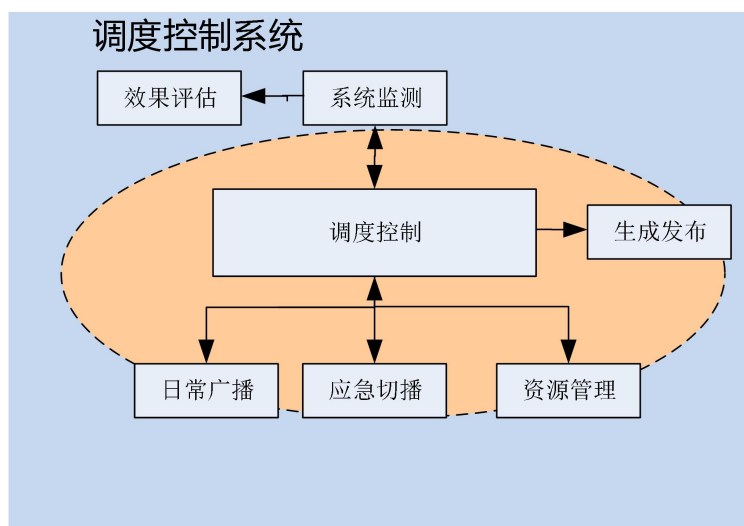 调度控制系统
效果评估
系统监测
调度控制
生成发布
日常广播
应急切播
资源管理